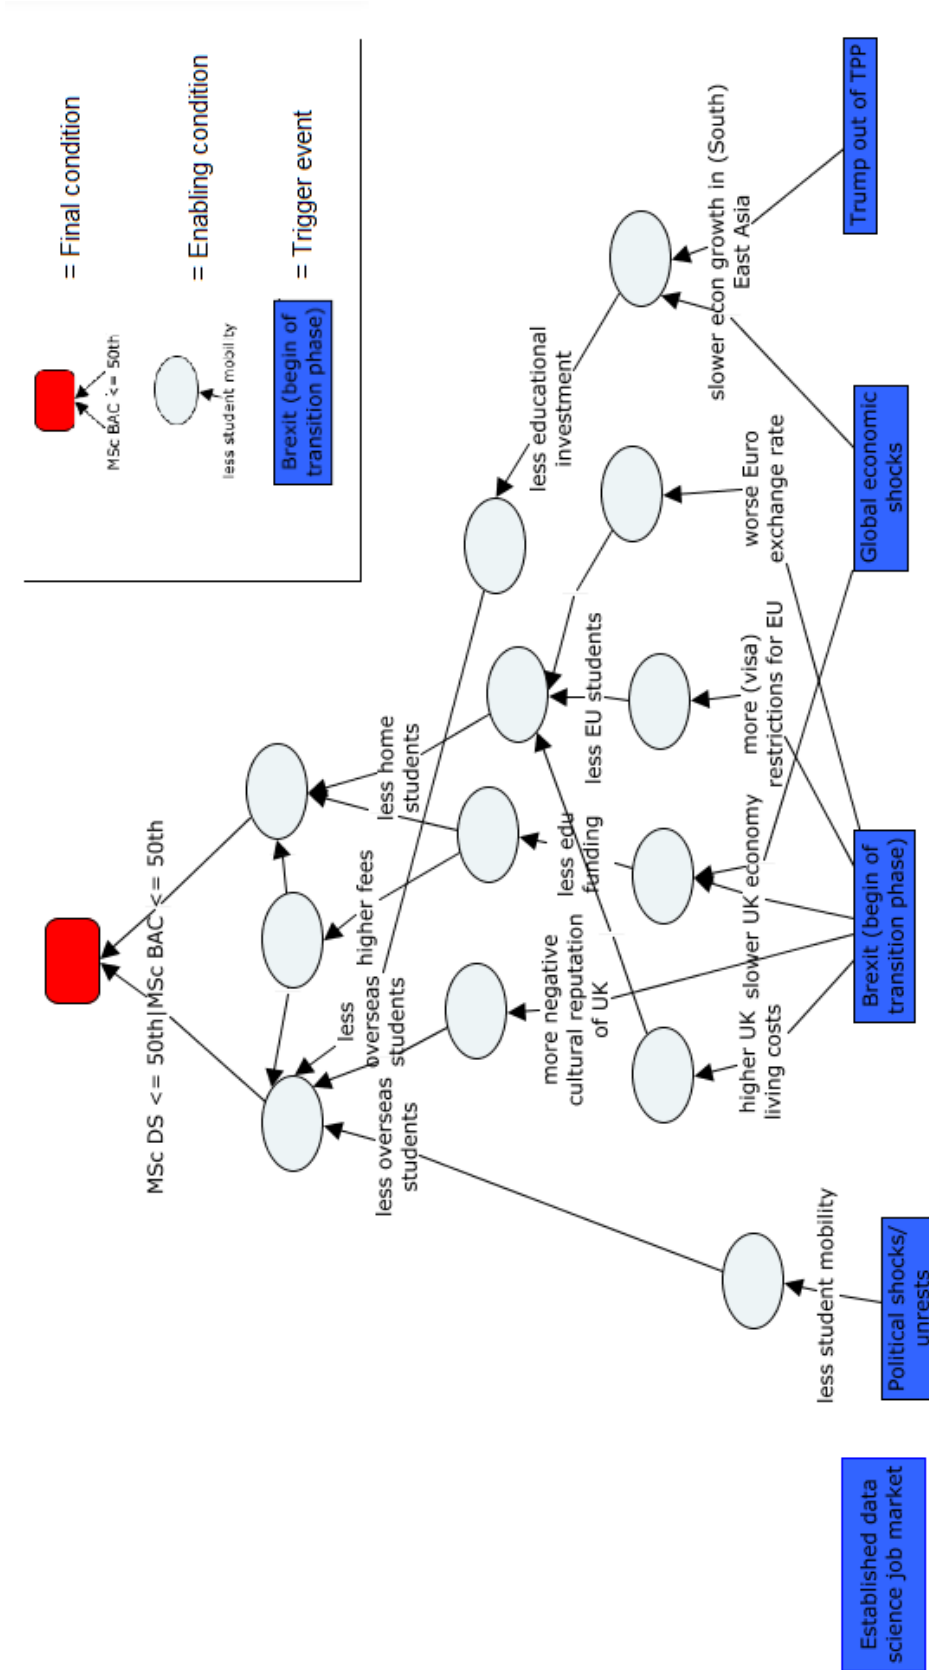 MSc BAC <= 50th
= Final condition
less student mobility
= Enabling condition
Brexit (begin of
transition phase)
= Trigger event
MSc DS <= 50th|MSc BAC <= 50th
less overseas
students
less
overseas
students
higher fees
less home
students
less educational
investment
more negative
cultural reputation
of UK
less edu
funding
less EU students
higher UK
living costs
slower UK economy
more (visa)
restrictions for EU
worse Euro
exchange rate
slower econ growth in (South)
East Asia
less student mobility
Established data
science job market
Political shocks/
unrests
Brexit (begin of
transition phase)
Global economic
shocks
Trump out of TPP